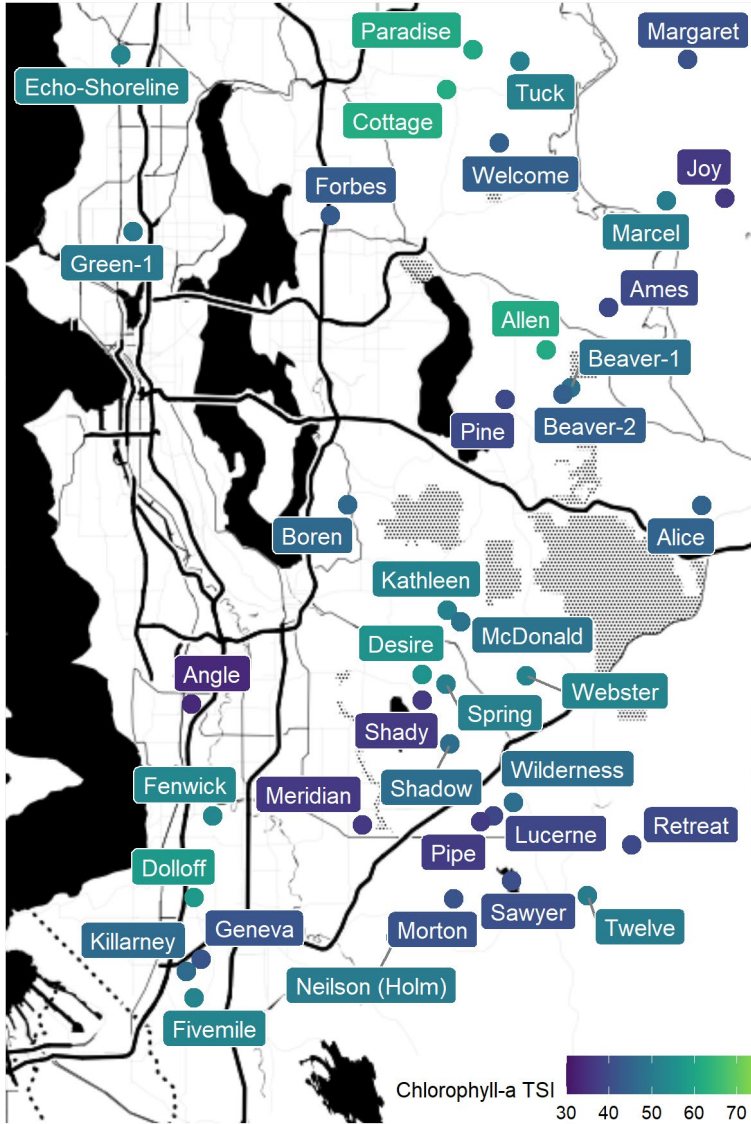 Paradise
Margaret
Echo-Shoreline
Tuck
Cottage
Welcome
Joy
Forbes
Marcel
Green-1
Ames
Allen
Beaver-1
Pine
Beaver-2
Boren
Alice
Kathleen
McDonald
Desire
Angle
Webster
Spring
Shady
Wilderness
Shadow
Fenwick
Meridian
Retreat
Lucerne
Pipe
Dolloff
Sawyer
Morton
Geneva
Twelve
Killarney
Neilson (Holm)
Fivemile
Chlorophyll-a TSI
30 40 50 60 70